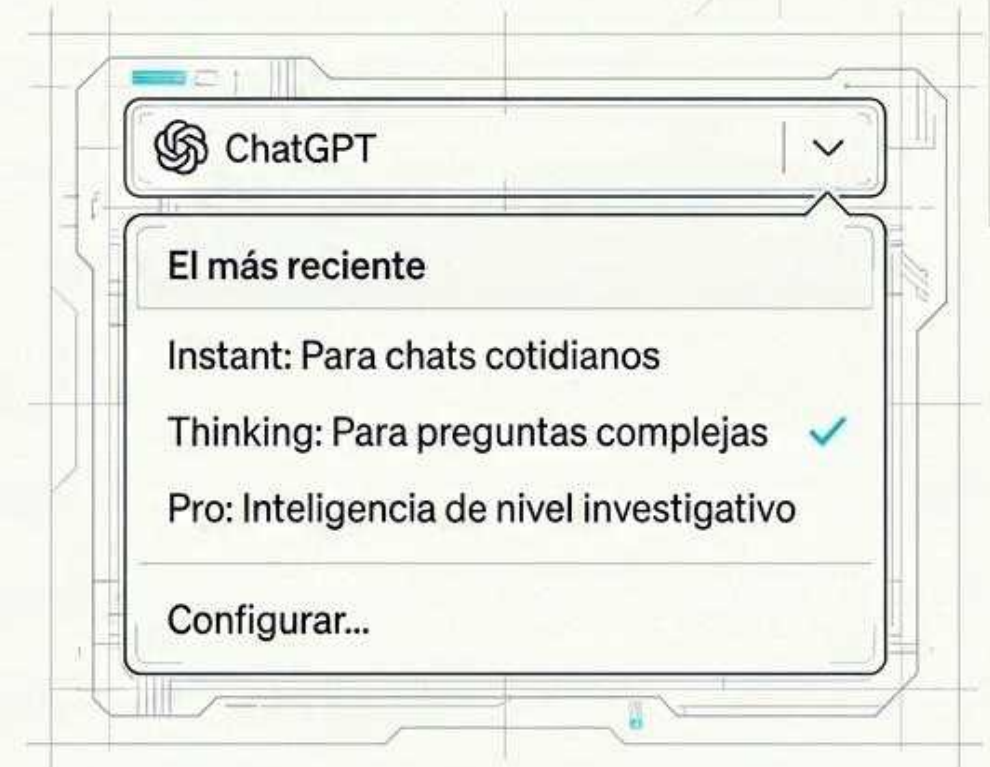 ChatGPT
El más reciente
Instant: Para chats cotidianos
Thinking: Para preguntas complejas
Pro: Inteligencia de nivel investigativo
Configurar...